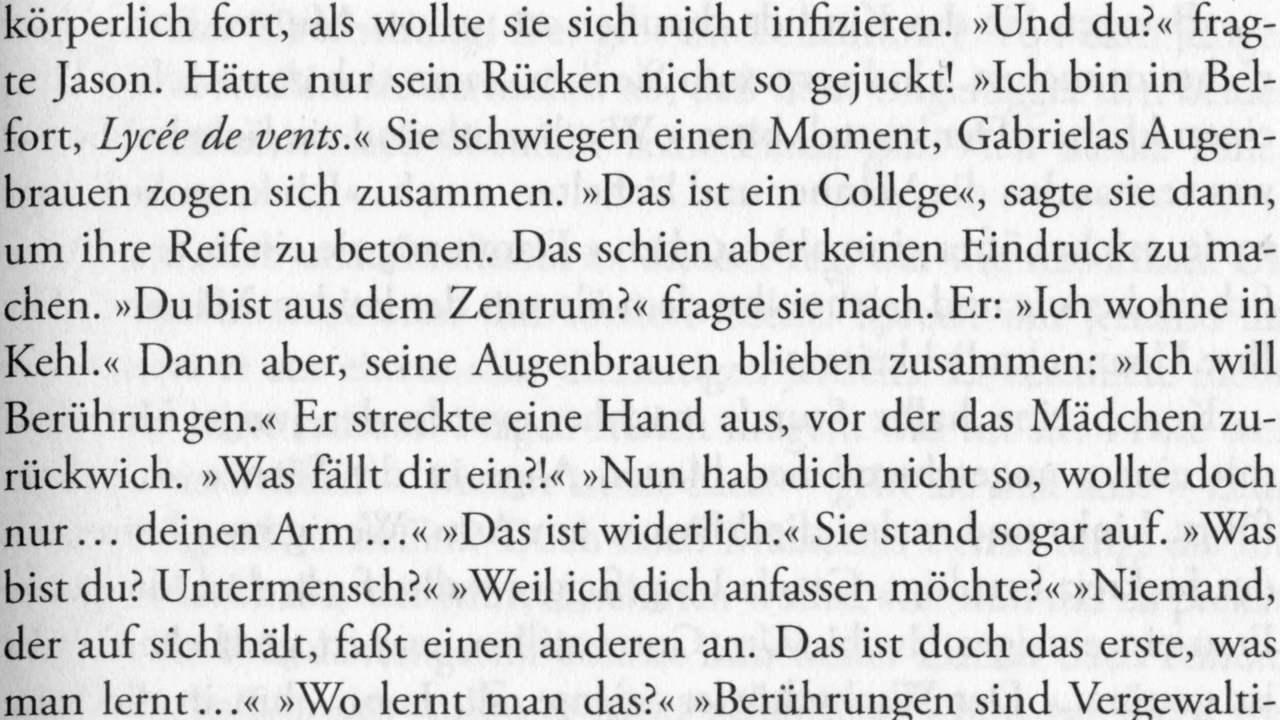 körperlich fort, als wollte sie sich nicht infizieren. »Und du?« frag-
te Jason. Hätte nur sein Rücken nicht so gejuckt! »Ich bin in Bel-
fort, Lycée de vents.« Sie schwiegen einen Moment, Gabrielas Augen-
brauen zogen sich zusammen. »Das ist ein College«, sagte sie dann,
um ihre Reife zu betonen. Das schien aber keinen Eindruck zu ma-
chen. »Du bist aus dem Zentrum?« fragte sie nach. Er: »Ich wohne in
Kehl.« Dann aber, seine Augenbrauen blieben zusammen: »Ich will
Berührungen.« Er streckte eine Hand aus, vor der das Mädchen zu-
rückwich. »Was fällt dir ein?!« »Nun hab dich nicht so, wollte doch
nur... deinen Arm...« »Das ist widerlich.« Sie stand sogar auf. »Was
bist du? Untermensch?« »Weil ich dich anfassen möchte?« »Niemand,
der auf sich hält, faßt einen anderen an. Das ist doch das erste, was
man lernt...« »Wo lernt man das?« »Berührungen sind Vergewalti-